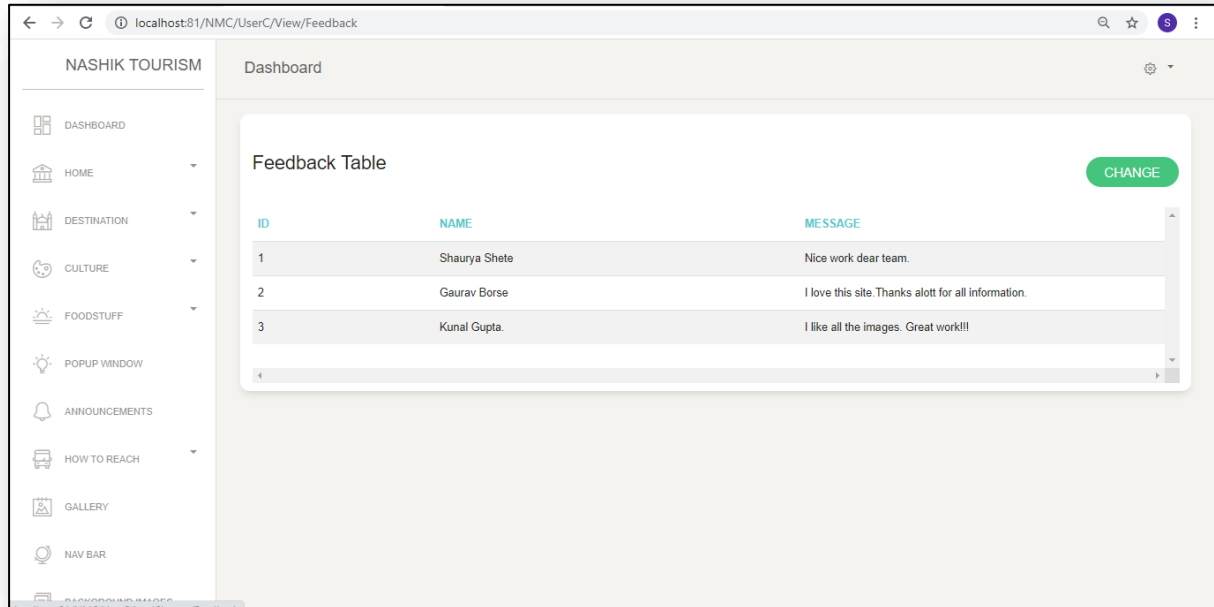 localhost:81/NMC/UserC/View/Feedback
S
NASHIK TOURISM
Dashboard
DASHBOARD
HOME
DESTINATION
CULTURE
FOODSTUFF
POPUP WINDOW
ANNOUNCEMENTS
HOW TO REACH
GALLERY
NAV BAR
BACKGROUND IMAGES
Feedback Table
CHANGE
ID NAME MESSAGE
1 Shaurya Shete Nice work dear team.
2 Gaurav Borse I love this site.Thanks alott for all information.
3 Kunal Gupta. I like all the images. Great work!!!